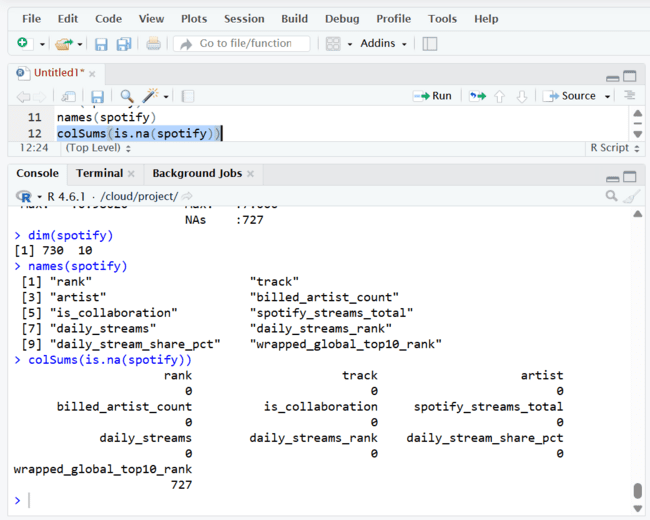 File Edit Code View Plots Session Build Debug Profile Tools Help
Go to file/function Addins
Untitled1*
Run Source
11 names(spotify)
12 colSums(is.na(spotify))
12:24 (Top Level) R Script
Console Terminal Background Jobs
R 4.6.1 · /cloud/project/
NAs :727
> dim(spotify)
[1] 730 10
> names(spotify)
[1] "rank" "track"
[3] "artist" "billed_artist_count"
[5] "is_collaboration" "spotify_streams_total"
[7] "daily_streams" "daily_streams_rank"
[9] "daily_stream_share_pct" "wrapped_global_top10_rank"
> colSums(is.na(spotify))
rank track artist
0 0 0
billed_artist_count is_collaboration spotify_streams_total
0 0 0
daily_streams daily_streams_rank daily_stream_share_pct
0 0 0
wrapped_global_top10_rank
727
>